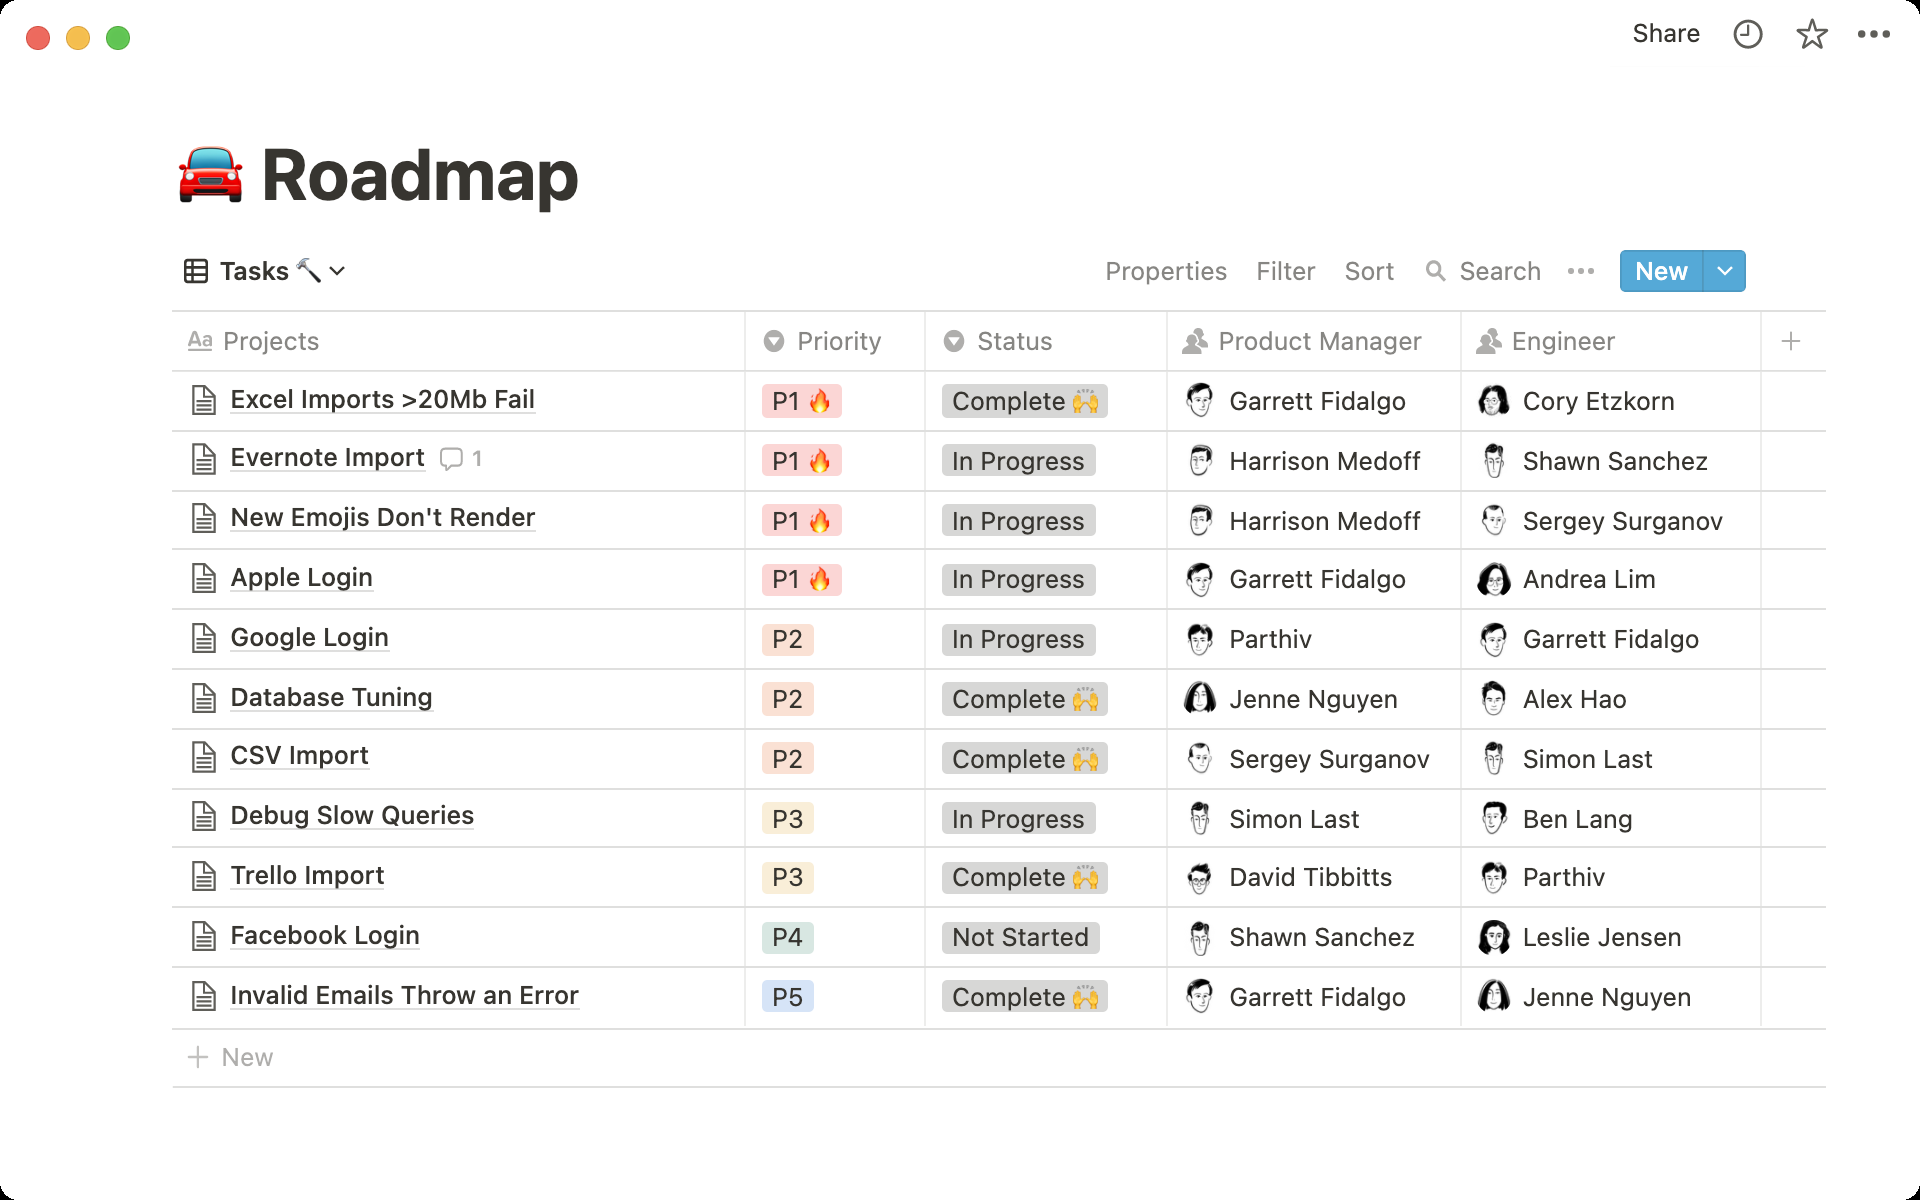 Share
🚘 Roadmap
Tasks 🔨 Properties Filter Sort Search New
Aa Projects Priority Status Product Manager Engineer
Excel Imports >20Mb Fail P1 🔥 Complete 🙌 Garrett Fidalgo Cory Etzkorn
Evernote Import 1 P1 🔥 In Progress Harrison Medoff Shawn Sanchez
New Emojis Don't Render P1 🔥 In Progress Harrison Medoff Sergey Surganov
Apple Login P1 🔥 In Progress Garrett Fidalgo Andrea Lim
Google Login P2 In Progress Parthiv Garrett Fidalgo
Database Tuning P2 Complete 🙌 Jenne Nguyen Alex Hao
CSV Import P2 Complete 🙌 Sergey Surganov Simon Last
Debug Slow Queries P3 In Progress Simon Last Ben Lang
Trello Import P3 Complete 🙌 David Tibbitts Parthiv
Facebook Login P4 Not Started Shawn Sanchez Leslie Jensen
Invalid Emails Throw an Error P5 Complete 🙌 Garrett Fidalgo Jenne Nguyen
+ New